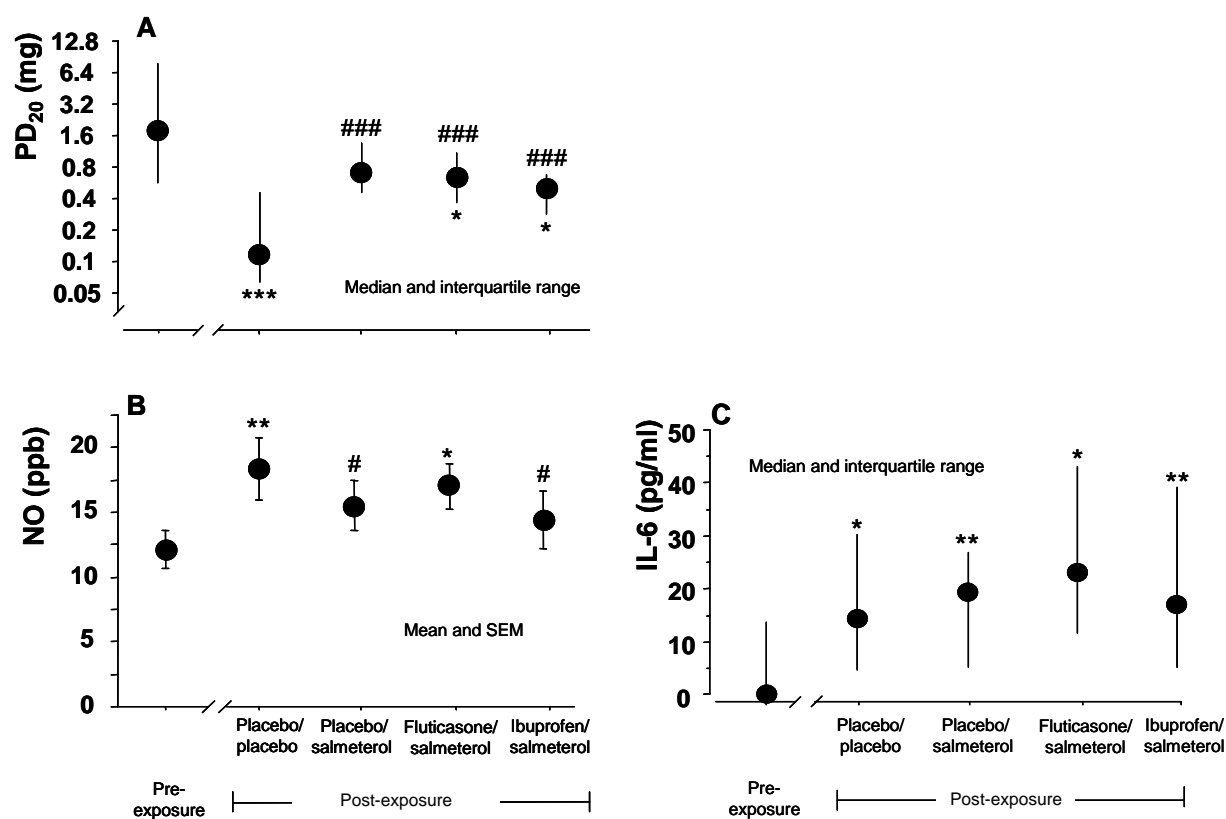 A
PD20 (mg)
12.8
6.4
3.2
1.6
0.8
0.4
0.2
0.1
0.05
###
###
###
*
*
***
Median and interquartile range
B
NO (ppb)
20
15
10
5
0
**
#
*
#
Mean and SEM
Placebo/
placebo
Placebo/
salmeterol
Fluticasone/
salmeterol
Ibuprofen/
salmeterol
Pre-
exposure
Post-exposure
C
IL-6 (pg/ml)
50
40
30
20
10
0
Median and interquartile range
*
**
*
**
Placebo/
placebo
Placebo/
salmeterol
Fluticasone/
salmeterol
Ibuprofen/
salmeterol
Pre-
exposure
Post-exposure